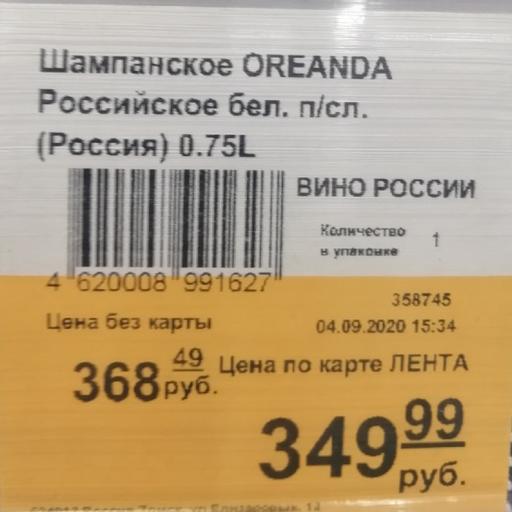 Шампанское OREANDA
Российское бел. п/сл.
(Россия) 0.75L
ВИНО РОССИИ
Количество
в упаковке 1
4 620008 991627
358745
Цена без карты
04.09.2020 15:34
368 49 руб.
Цена по карте ЛЕНТА
349 99 руб.